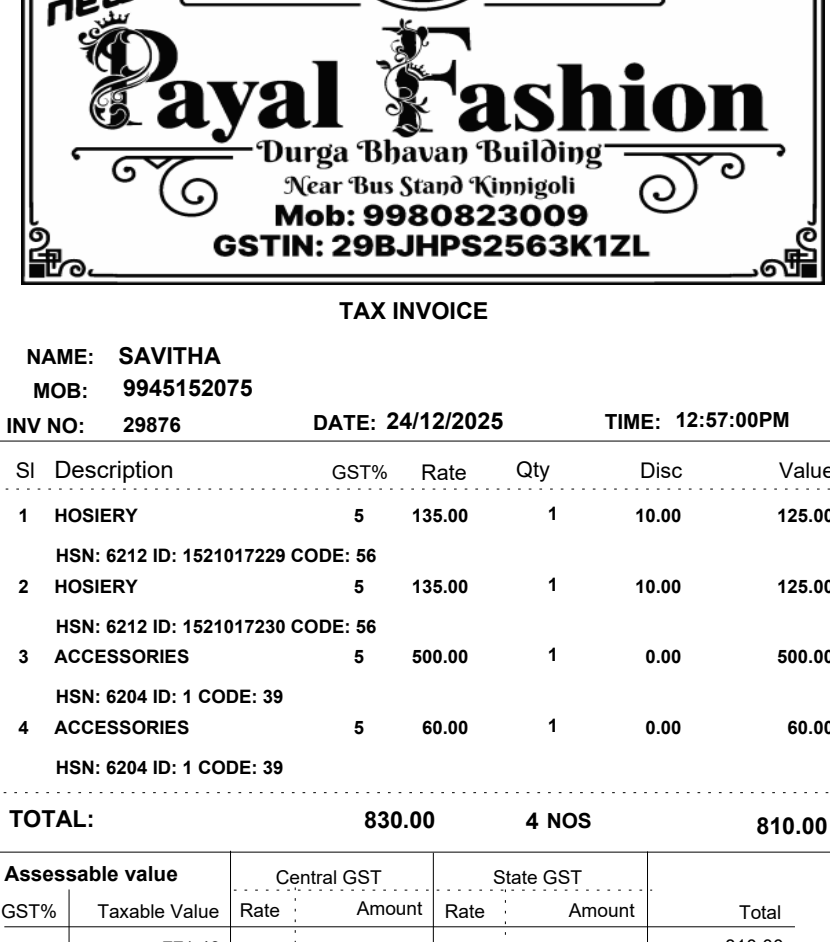 new
Payal Fashion
Durga Bhavan Building
Near Bus Stand Kinnigoli
Mob: 9980823009
GSTIN: 29BJHPS2563K1ZL
TAX INVOICE
NAME: SAVITHA
MOB: 9945152075
INV NO: 29876 DATE: 24/12/2025 TIME: 12:57:00PM
Sl Description GST% Rate Qty Disc Value
1 HOSIERY 5 135.00 1 10.00 125.00
HSN: 6212 ID: 1521017229 CODE: 56
2 HOSIERY 5 135.00 1 10.00 125.00
HSN: 6212 ID: 1521017230 CODE: 56
3 ACCESSORIES 5 500.00 1 0.00 500.00
HSN: 6204 ID: 1 CODE: 39
4 ACCESSORIES 5 60.00 1 0.00 60.00
HSN: 6204 ID: 1 CODE: 39
TOTAL: 830.00 4 NOS 810.00
Assessable value Central GST State GST
GST% Taxable Value Rate Amount Rate Amount Total